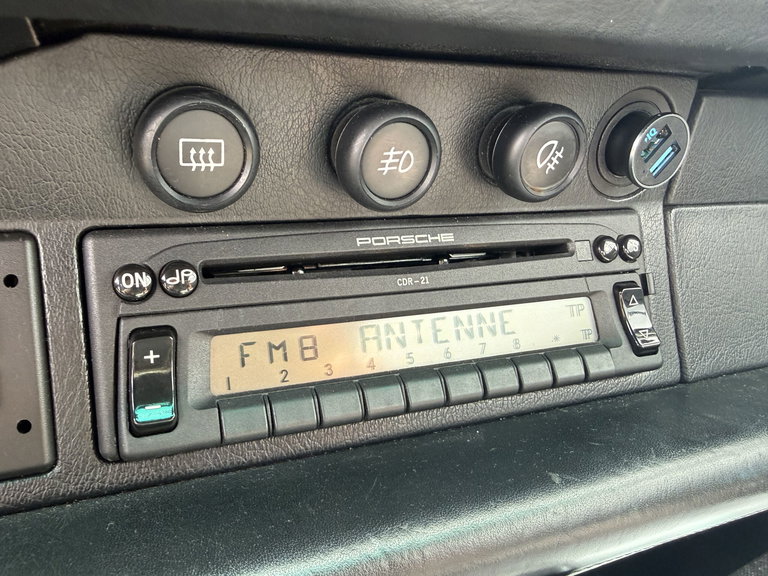 PORSCHE
CDR-21
ON
FM8 ANTENNE TP
1 2 3 4 5 6 7 8 * TP
+